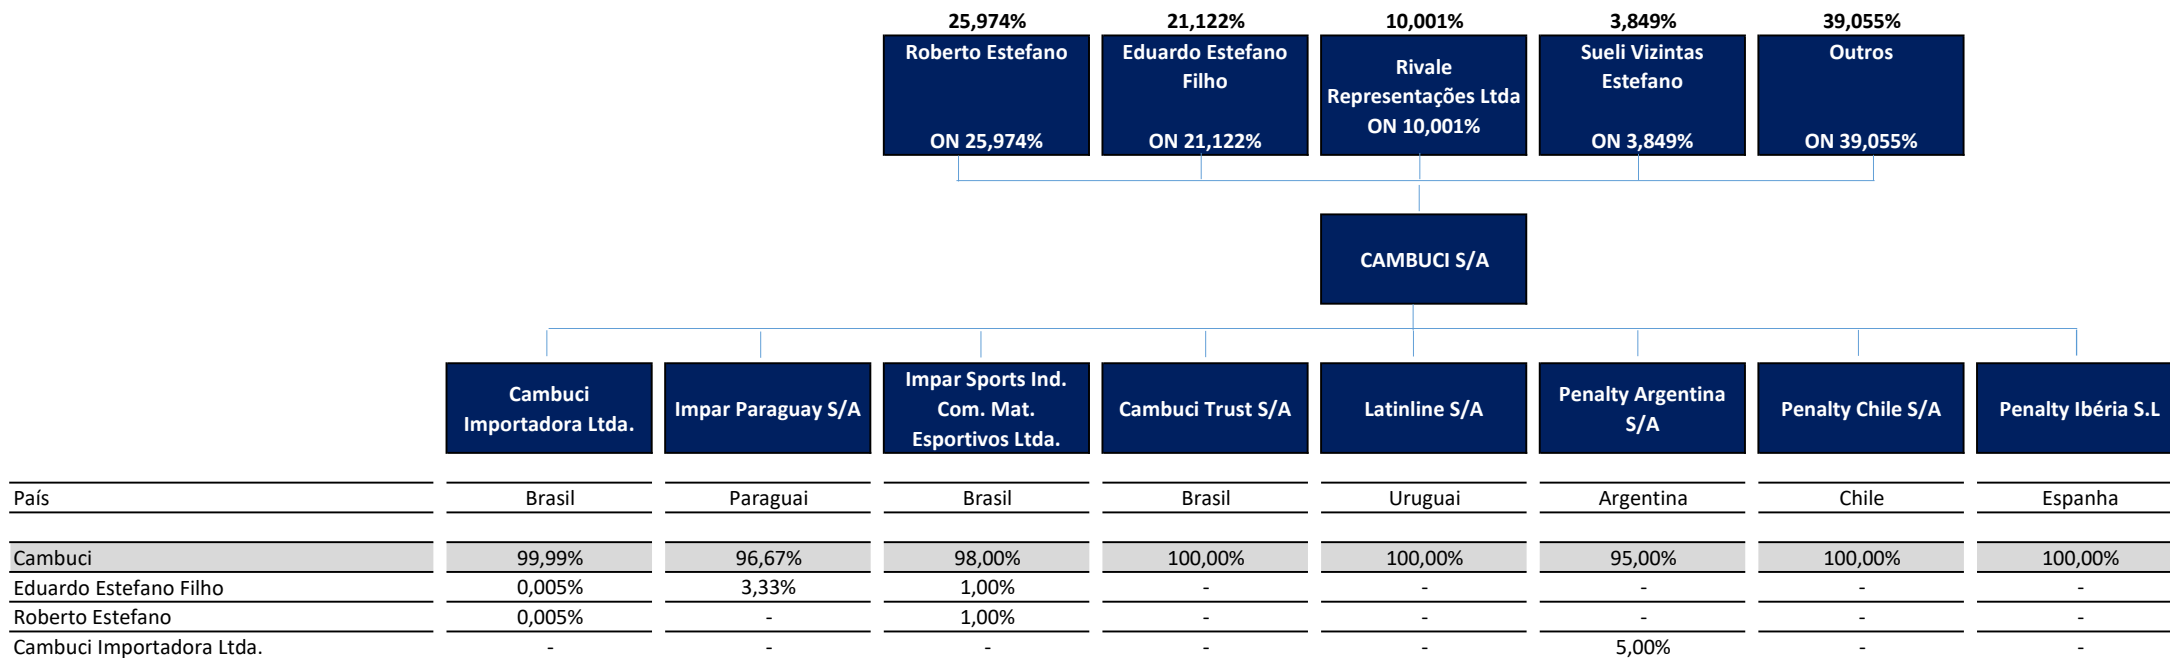 25,974% 21,122% 10,001% 3,849% 39,055%
Roberto Estefano
ON 25,974%
Eduardo Estefano
Filho
ON 21,122%
Rivale
Representações Ltda
ON 10,001%
Sueli Vizintas
Estefano
ON 3,849%
Outros
ON 39,055%
CAMBUCI S/A
Cambuci
Importadora Ltda.
Impar Paraguay S/A
Impar Sports Ind.
Com. Mat.
Esportivos Ltda.
Cambuci Trust S/A
Latinline S/A
Penalty Argentina
S/A
Penalty Chile S/A
Penalty Ibéria S.L
País Brasil Paraguai Brasil Brasil Uruguai Argentina Chile Espanha
Cambuci 99,99% 96,67% 98,00% 100,00% 100,00% 95,00% 100,00% 100,00%
Eduardo Estefano Filho 0,005% 3,33% 1,00% - - - - -
Roberto Estefano 0,005% - 1,00% - - - - -
Cambuci Importadora Ltda. - - - - - 5,00% - -